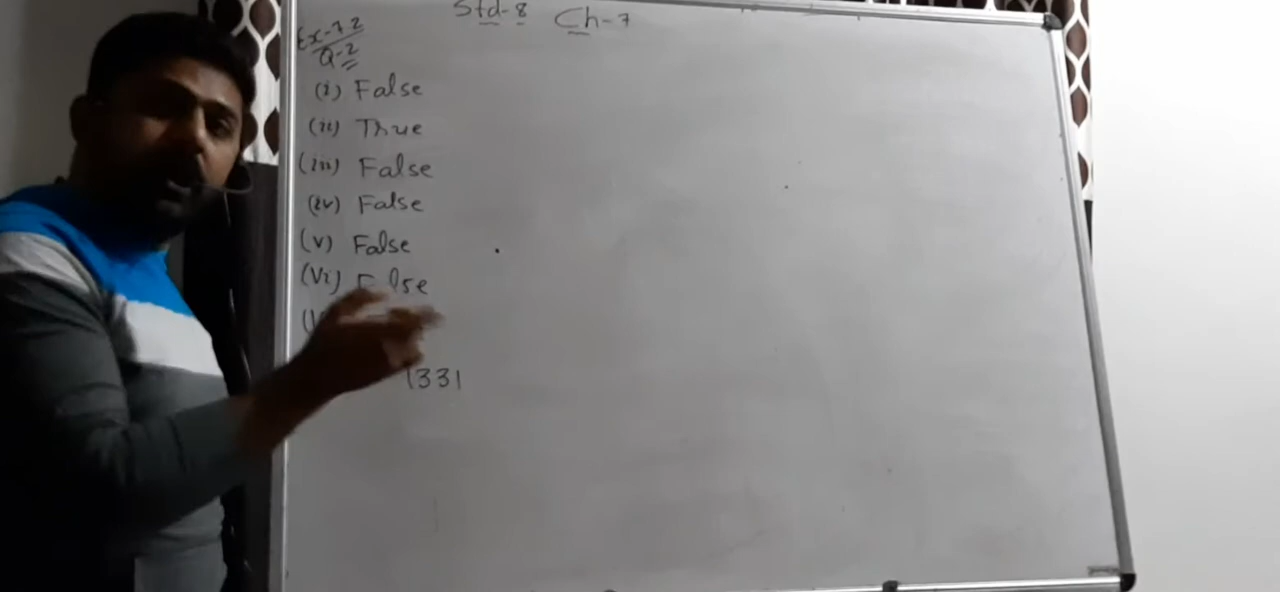 Std-8 Ch-7
Ex-7.2
Q-2
(i) False
(ii) True
(iii) False
(iv) False
(v) False
(vi) False
1331